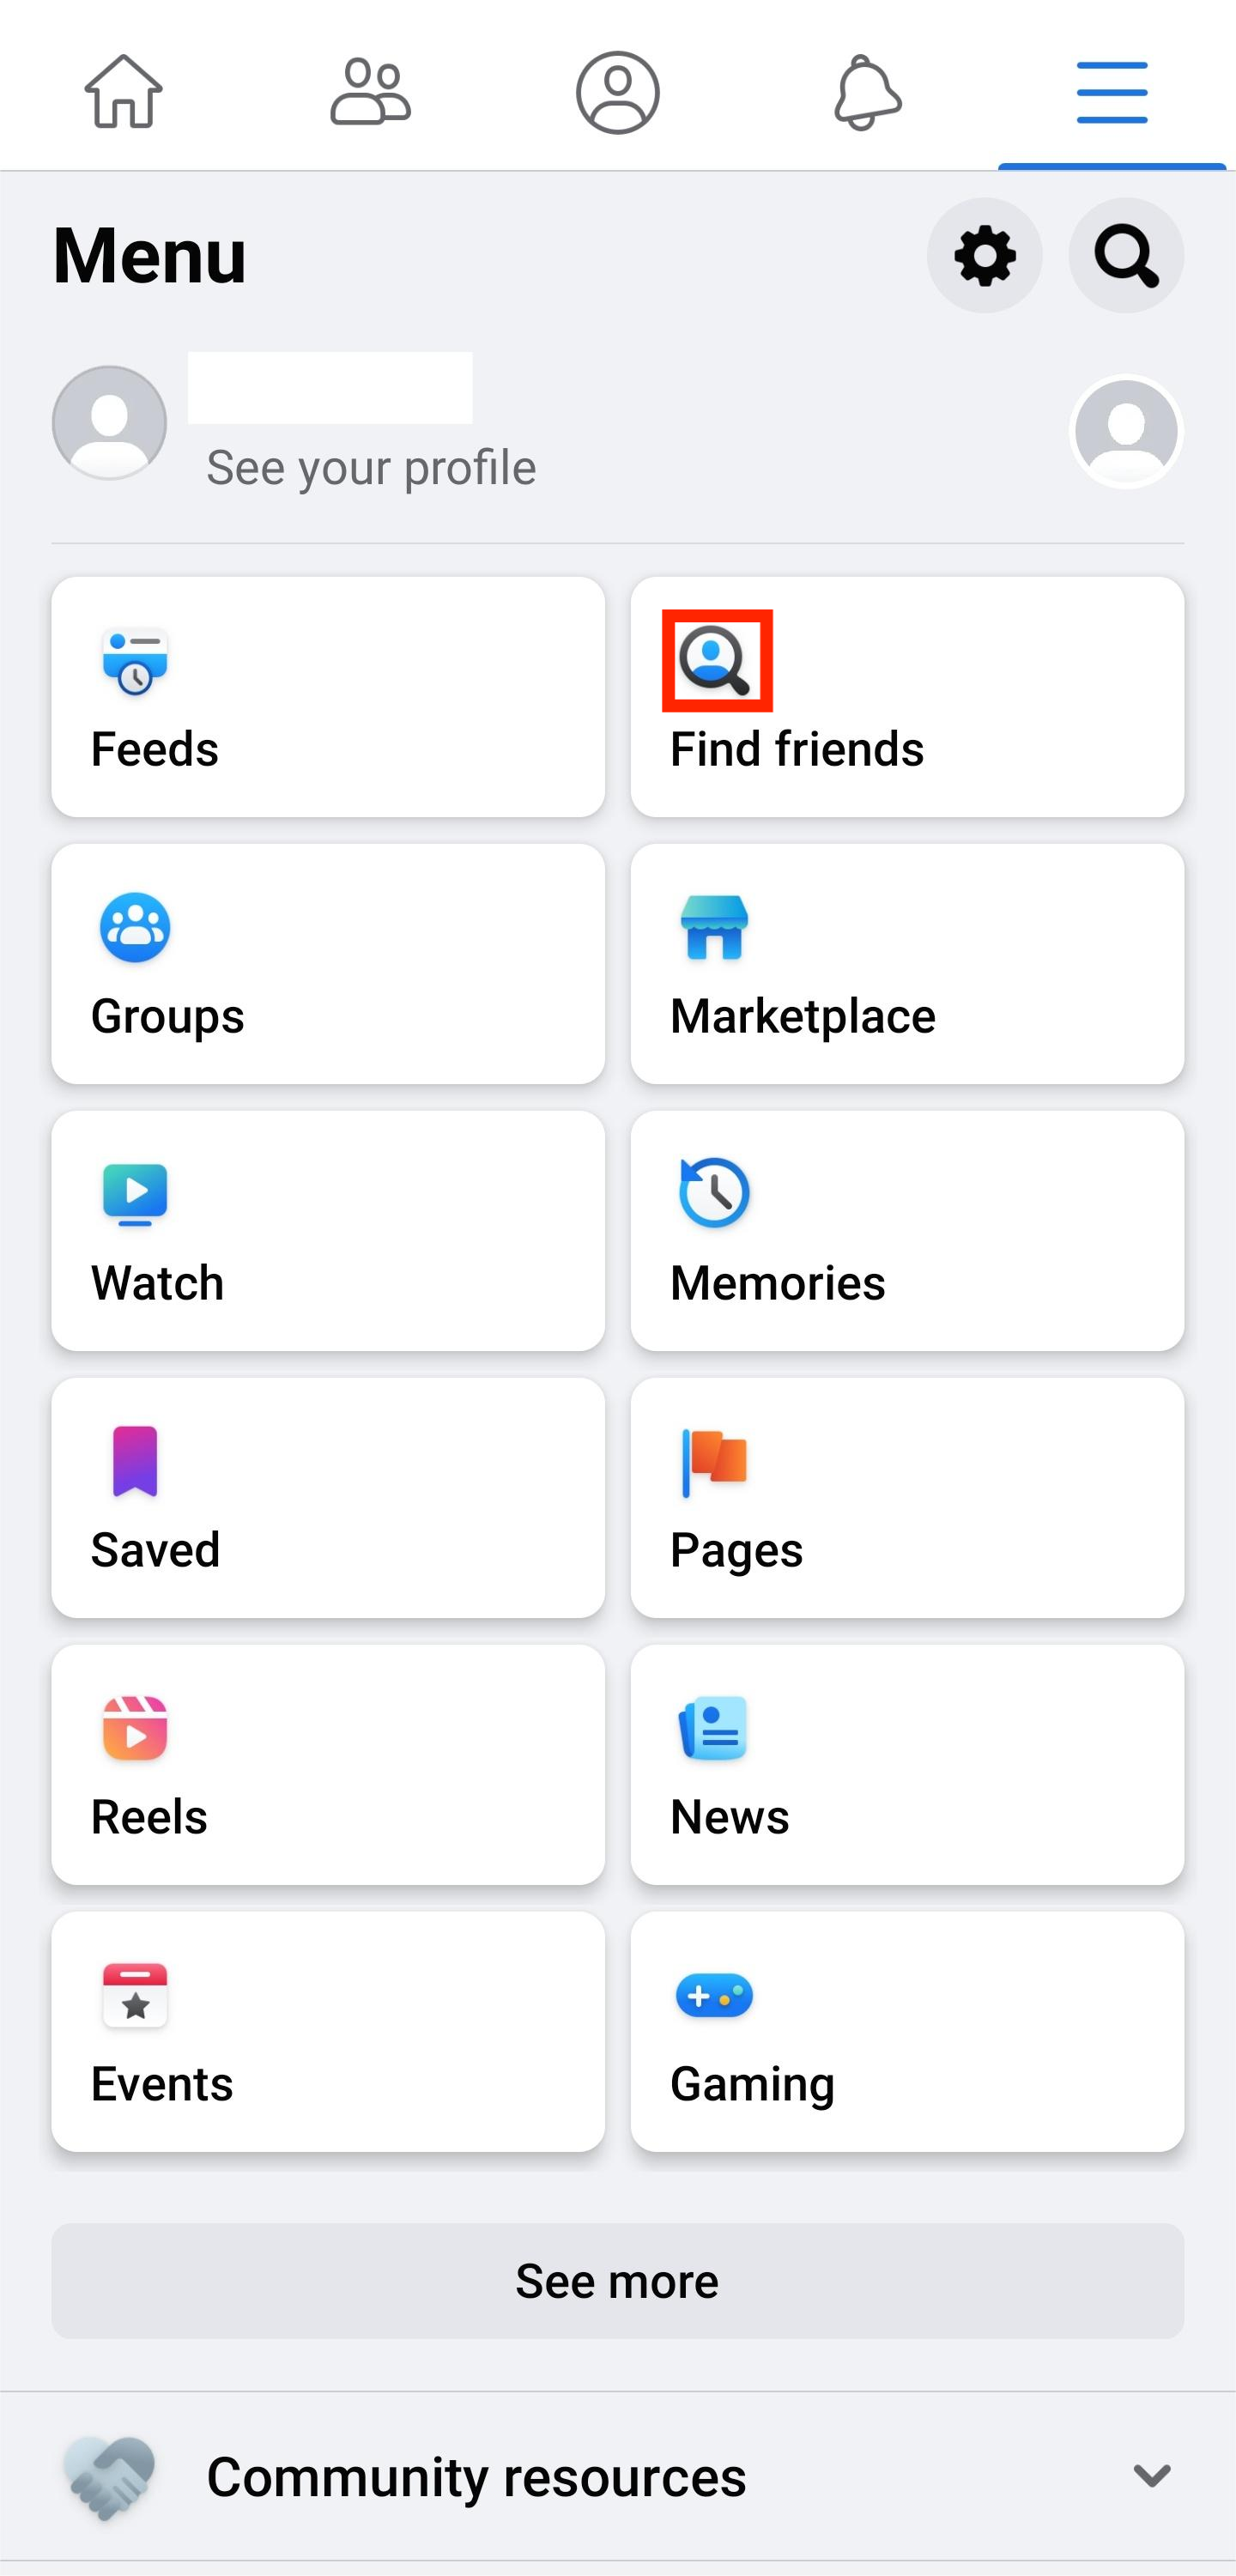 Menu
See your profile
Feeds
Find friends
Groups
Marketplace
Watch
Memories
Saved
Pages
Reels
News
Events
Gaming
See more
Community resources